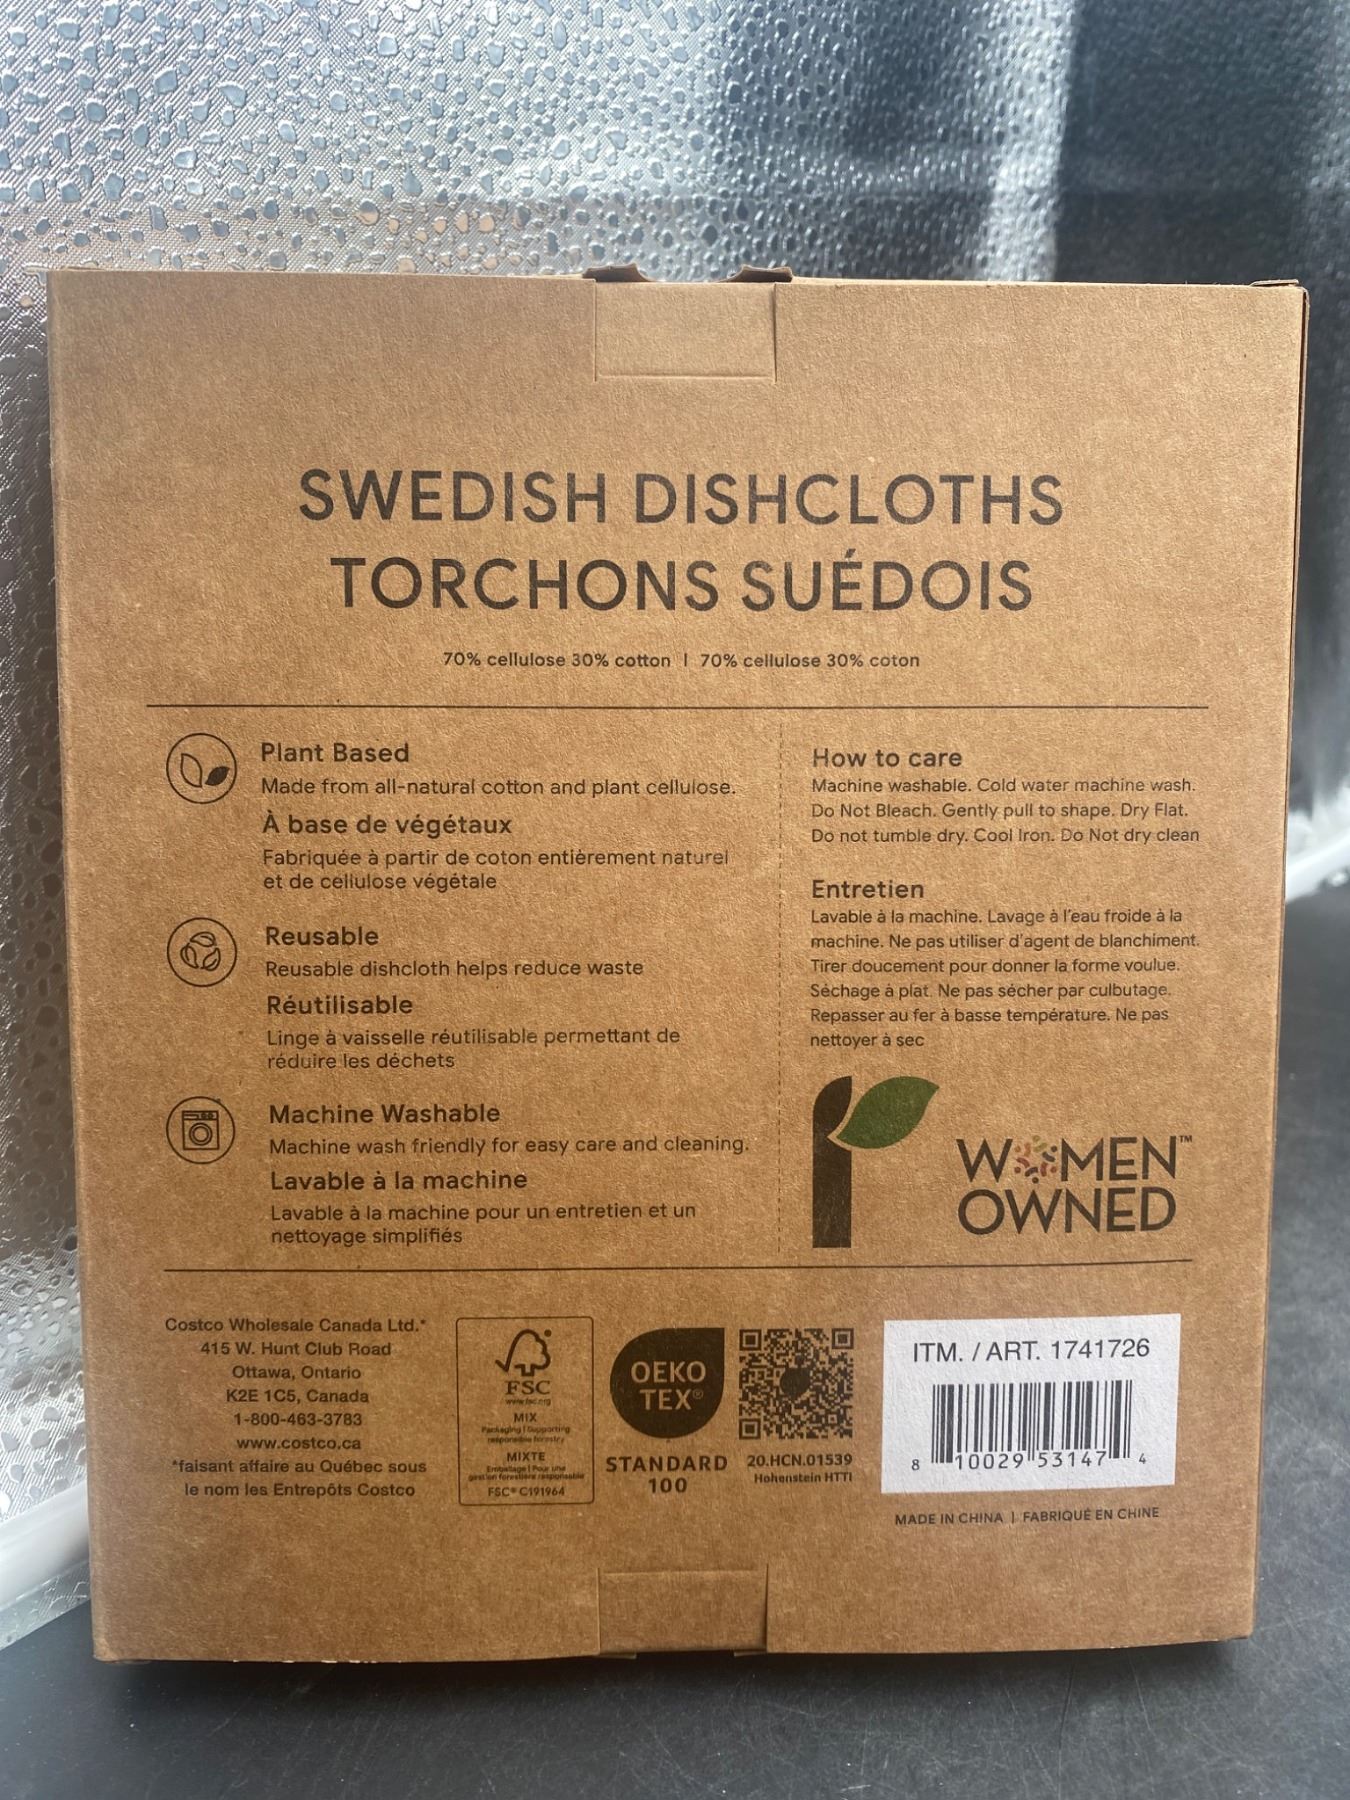 SWEDISH DISHCLOTHS
TORCHONS SUÉDOIS
70% cellulose 30% cotton | 70% cellulose 30% coton
Plant Based
Made from all-natural cotton and plant cellulose.
À base de végétaux
Fabriquée à partir de coton entièrement naturel
et de cellulose végétale
Reusable
Reusable dishcloth helps reduce waste
Réutilisable
Linge à vaisselle réutilisable permettant de
réduire les déchets
Machine Washable
Machine wash friendly for easy care and cleaning.
Lavable à la machine
Lavable à la machine pour un entretien et un
nettoyage simplifiés
How to care
Machine washable. Cold water machine wash.
Do Not Bleach. Gently pull to shape. Dry Flat.
Do not tumble dry. Cool Iron. Do Not dry clean
Entretien
Lavable à la machine. Lavage à l'eau froide à la
machine. Ne pas utiliser d'agent de blanchiment.
Tirer doucement pour donner la forme voulue.
Séchage à plat. Ne pas sécher par culbutage.
Repasser au fer à basse température. Ne pas
nettoyer à sec
WOMEN™
OWNED
Costco Wholesale Canada Ltd.*
415 W. Hunt Club Road
Ottawa, Ontario
K2E 1C5, Canada
1-800-463-3783
www.costco.ca
*faisant affaire au Québec sous
le nom les Entrepôts Costco
FSC
www.fsc.org
MIX
Packaging | Supporting
responsible forestry
MIXTE
Emballage | Pour une
gestion forestière responsable
FSC® C191964
OEKO
TEX®
STANDARD
100
20.HCN.01539
Hohenstein HTTI
ITM. / ART. 1741726
8 10029 53147 4
MADE IN CHINA | FABRIQUÉ EN CHINE